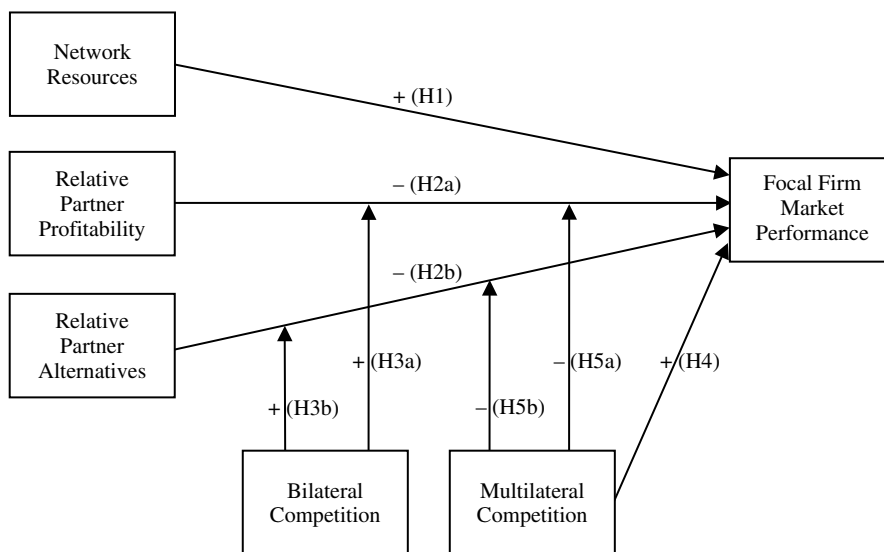 Network
Resources
+ (H1)
Relative
Partner
Profitability
– (H2a)
Focal Firm
Market
Performance
Relative
Partner
Alternatives
– (H2b)
+ (H3a)
– (H5a)
+ (H4)
+ (H3b)
– (H5b)
Bilateral
Competition
Multilateral
Competition